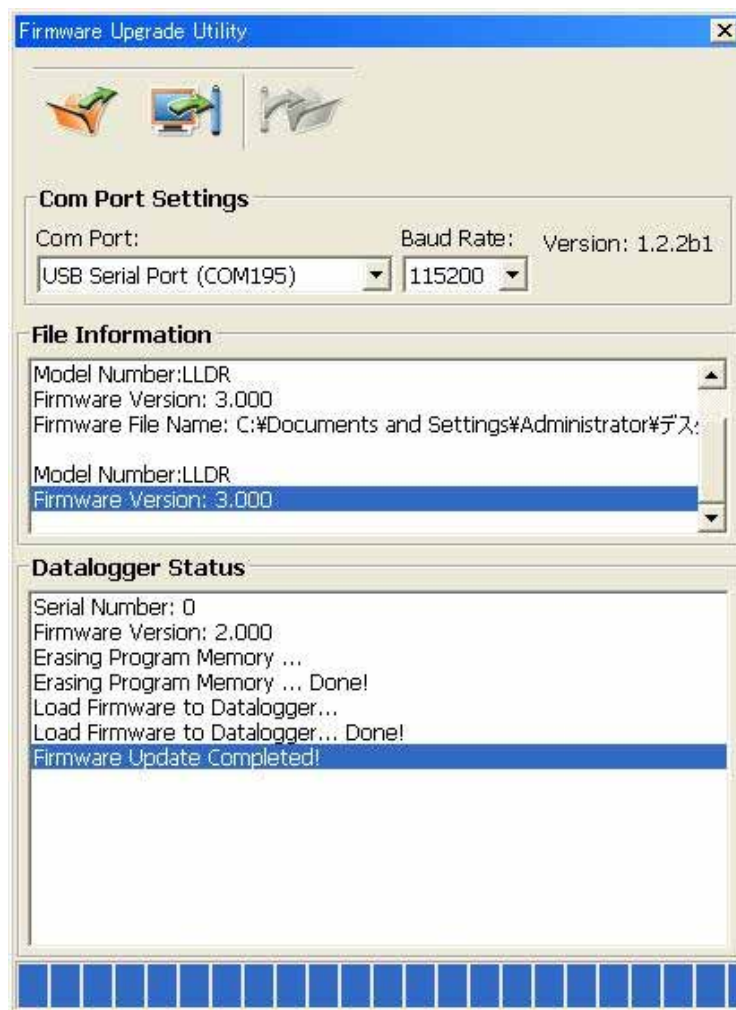 Firmware Upgrade Utility
Com Port Settings
Com Port:
Baud Rate:
Version: 1.2.2b1
USB Serial Port (COM195)
115200
File Information
Model Number:LLDR
Firmware Version: 3.000
Firmware File Name: C:¥Documents and Settings¥Administrator¥デスク
Model Number:LLDR
Firmware Version: 3.000
Datalogger Status
Serial Number: 0
Firmware Version: 2.000
Erasing Program Memory ...
Erasing Program Memory ... Done!
Load Firmware to Datalogger...
Load Firmware to Datalogger... Done!
Firmware Update Completed!